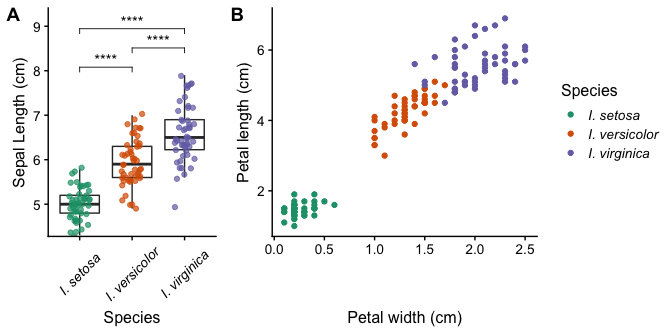 A
Sepal Length (cm)
9
8
7
6
5
****
****
****
I. setosa
I. versicolor
I. virginica
Species
B
Petal length (cm)
6
4
2
0.0 0.5 1.0 1.5 2.0 2.5
Petal width (cm)
Species
I. setosa
I. versicolor
I. virginica